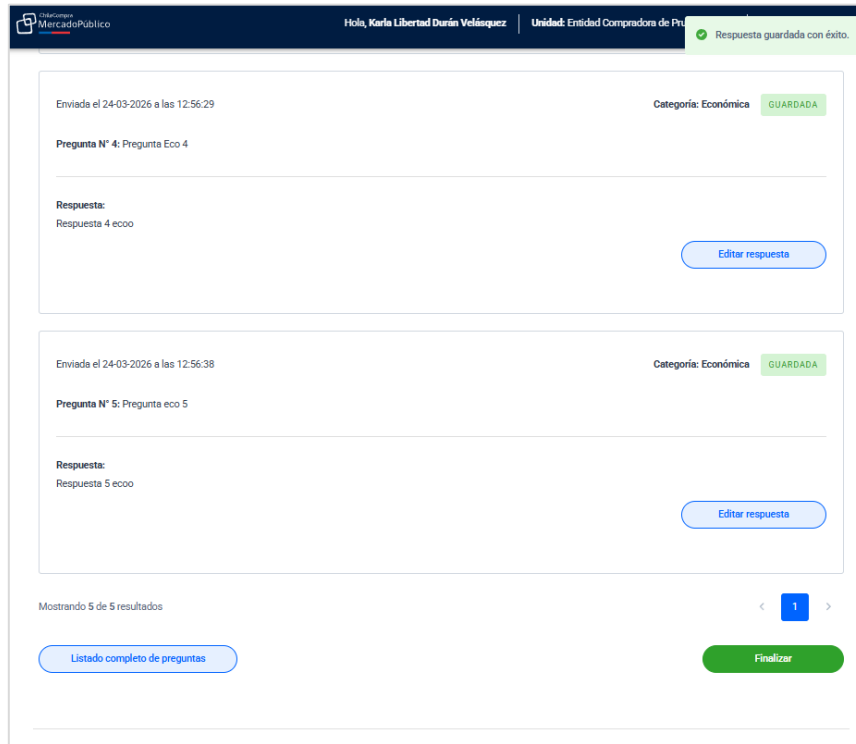 ChileCompra
MercadoPúblico
Hola, Karla Libertad Durán Velásquez
Unidad: Entidad Compradora de Pru
Respuesta guardada con éxito.
Enviada el 24-03-2026 a las 12:56:29
Categoría: Económica
GUARDADA
Pregunta N° 4: Pregunta Eco 4
Respuesta:
Respuesta 4 ecoo
Editar respuesta
Enviada el 24-03-2026 a las 12:56:38
Categoría: Económica
GUARDADA
Pregunta N° 5: Pregunta eco 5
Respuesta:
Respuesta 5 ecoo
Editar respuesta
Mostrando 5 de 5 resultados
1
Listado completo de preguntas
Finalizar